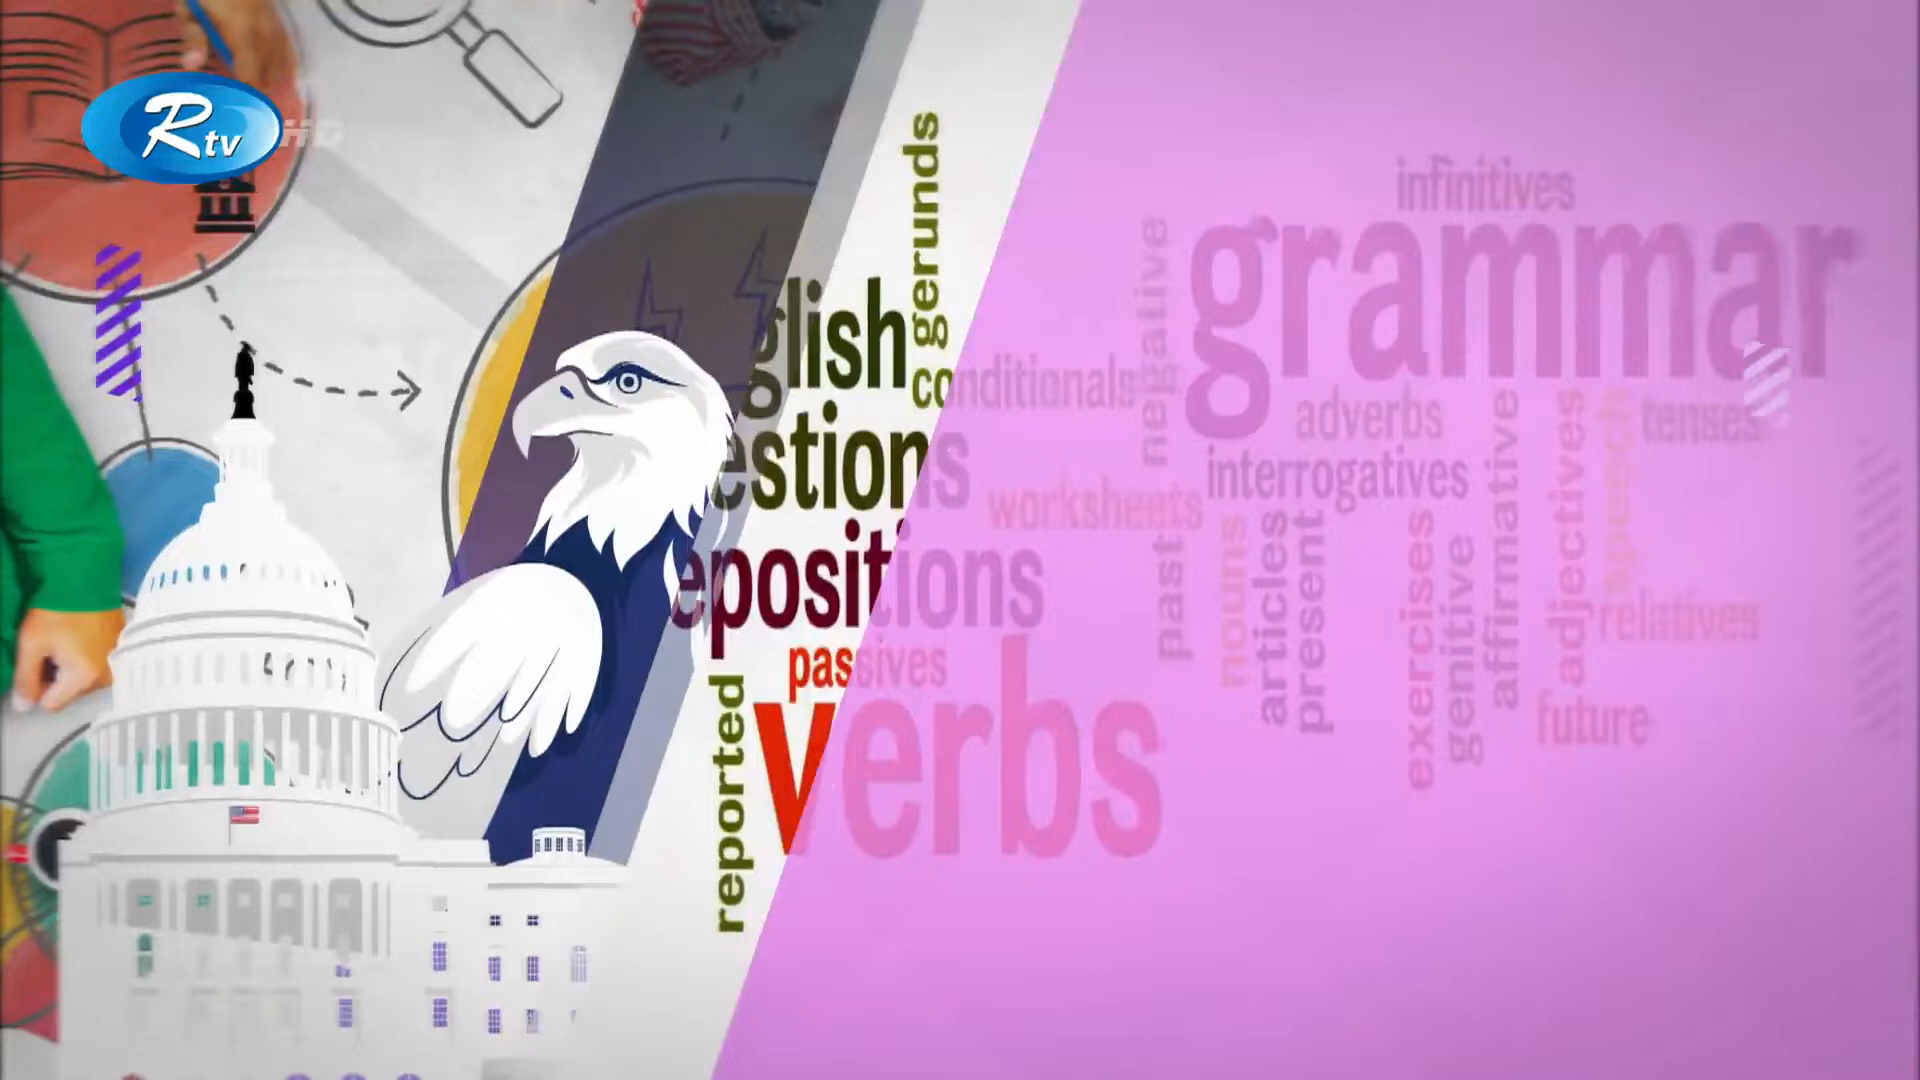 Rtv HD
gerunds
infinitives
grammar
negative
glish
conditionals
adverbs
tenses
estions
interrogatives
worksheets
affirmative
adjectives
speech
epositions
past
nouns
articles
present
exercises
genitive
relatives
passives
reported
verbs
future